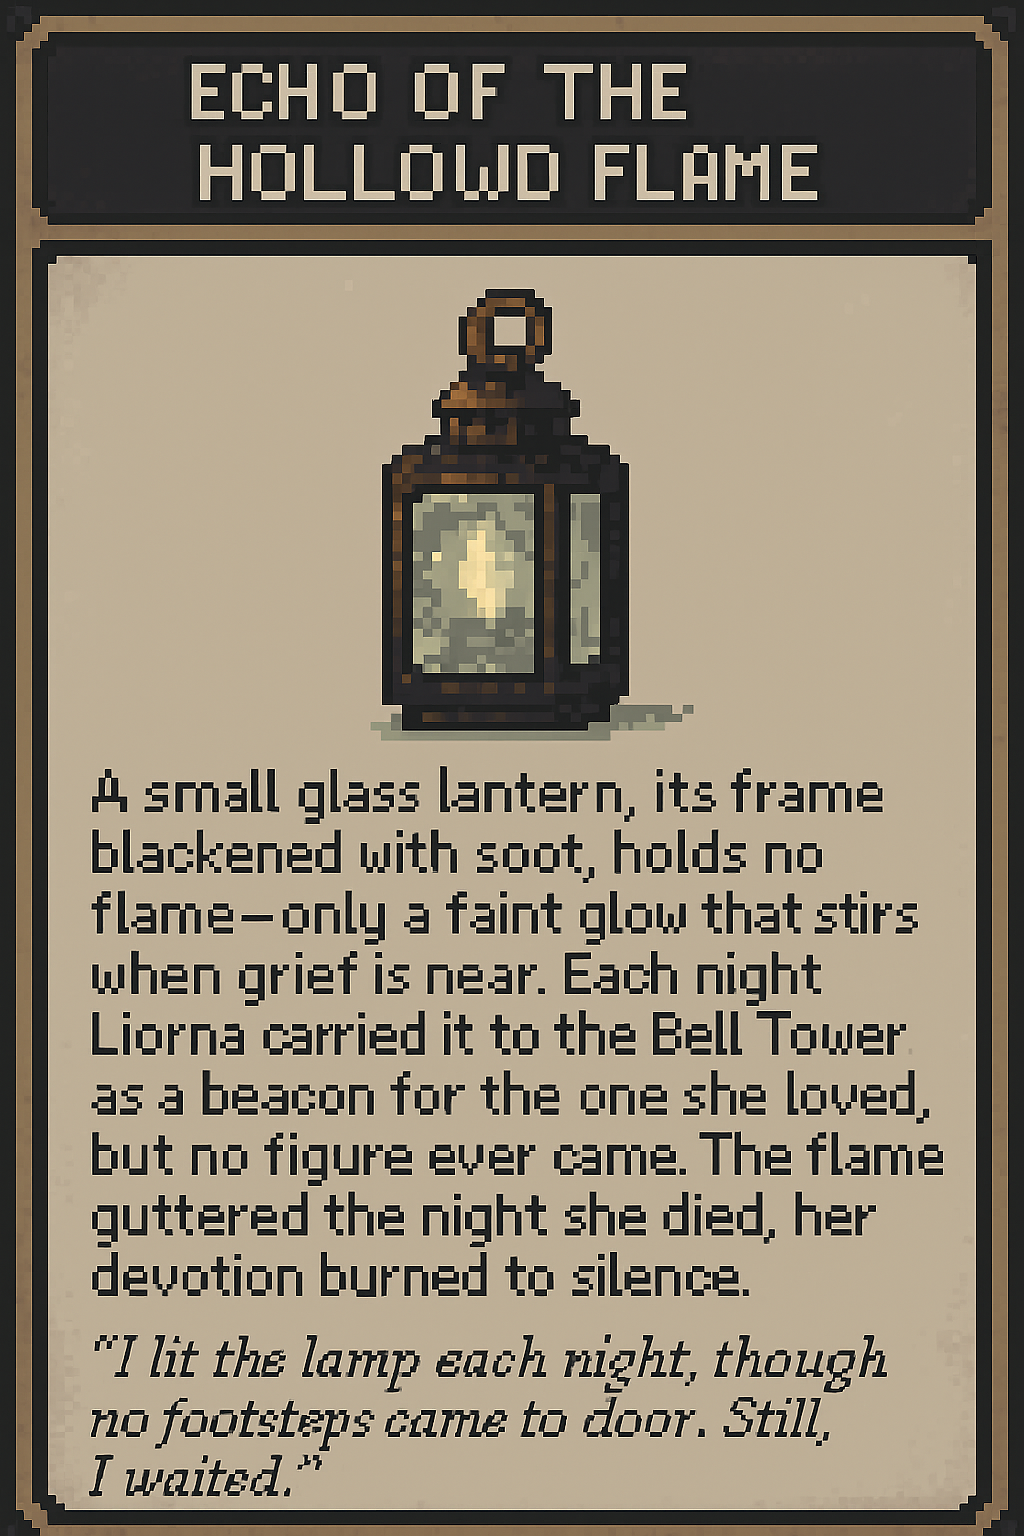 ECHO OF THE
HOLLOWD FLAME
A small glass lantern, its frame
blackened with soot, holds no
flame—only a faint glow that stirs
when grief is near. Each night
Liorna carried it to the Bell Tower
as a beacon for the one she loved,
but no figure ever came. The flame
guttered the night she died, her
devotion burned to silence.
“I lit the lamp each night, though
no footsteps came to door. Still,
I waited.”